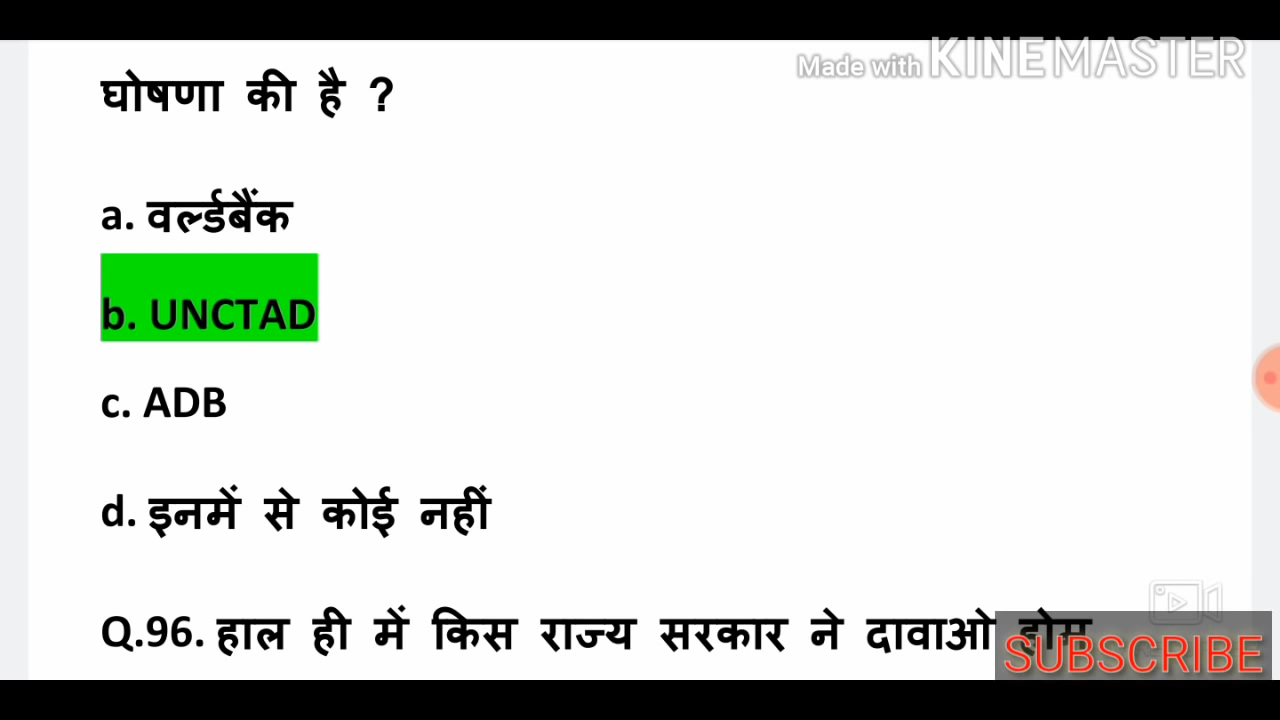 Made with KINEMASTER
घोषणा की है ?
a. वर्ल्डबैंक
b. UNCTAD
c. ADB
d. इनमें से कोई नहीं
Q.96. हाल ही में किस राज्य सरकार ने दावाओ होम
SUBSCRIBE